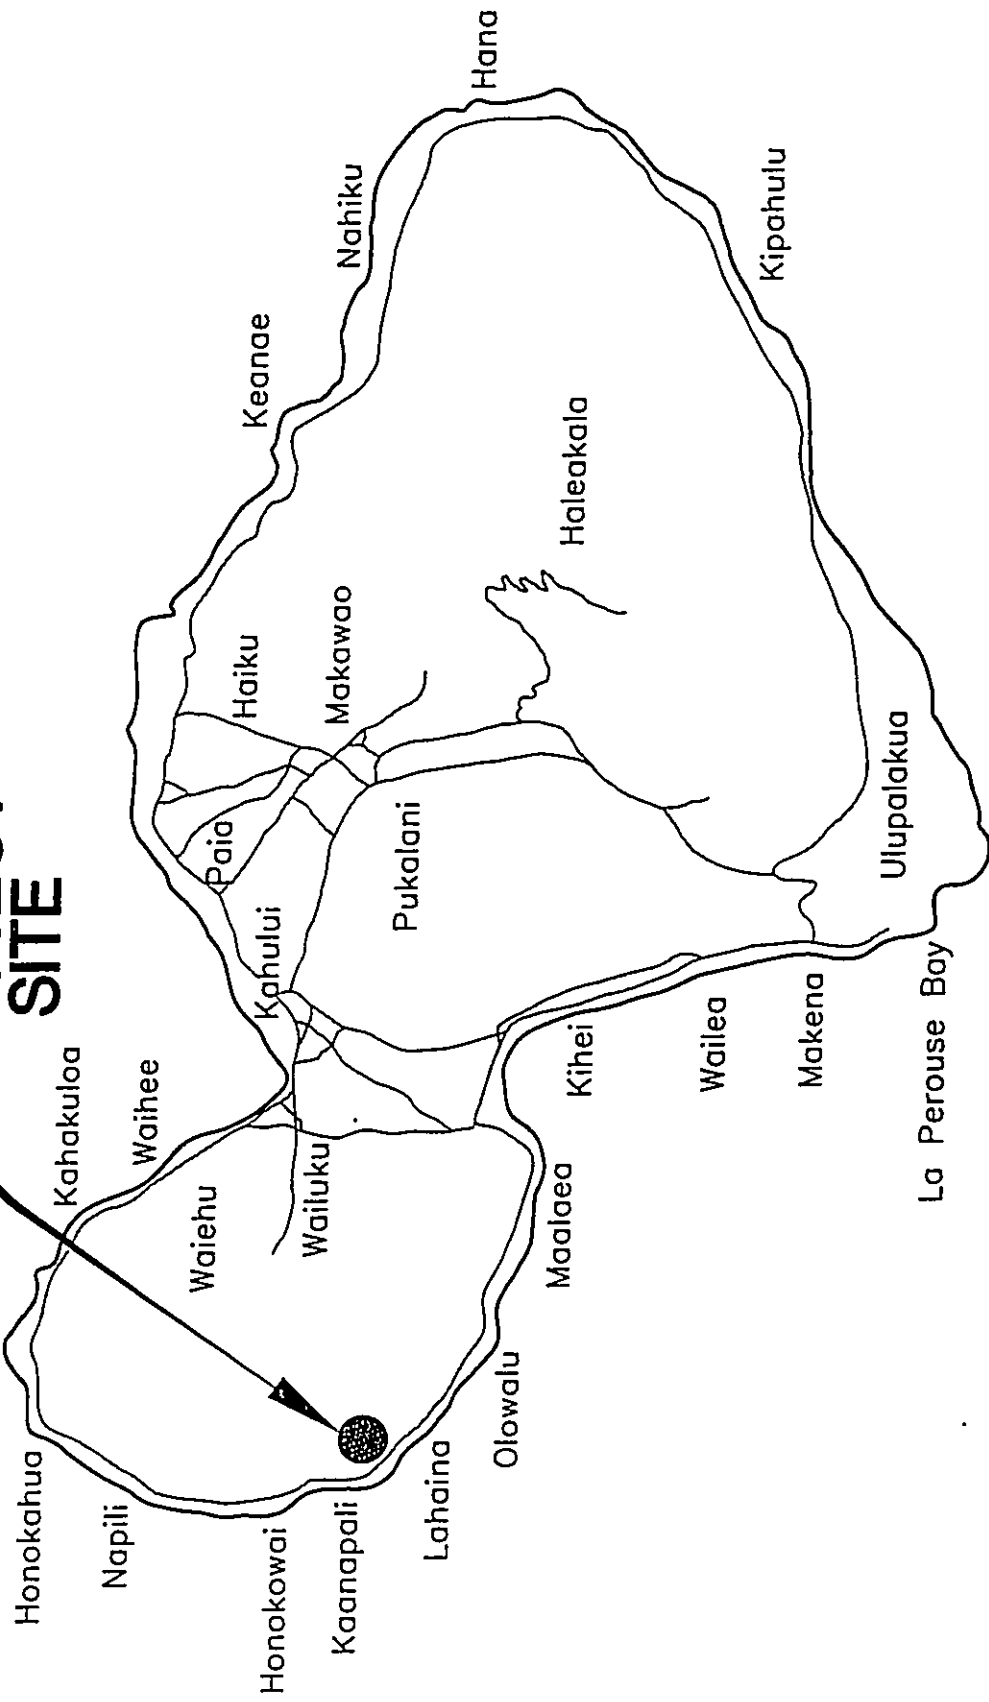 SITE
Kahakuloa
Honokahua
Waihee
Napili
Waiehu
Wailuku
Honokowai
Kaanapali
Lahaina
Olowalu
Maalaea
Kahului
Paia
Haiku
Makawao
Pukalani
Keanae
Nahiku
Hana
Haleakala
Kipahulu
Kihei
Wailea
Makena
Ulupalakua
La Perouse Bay